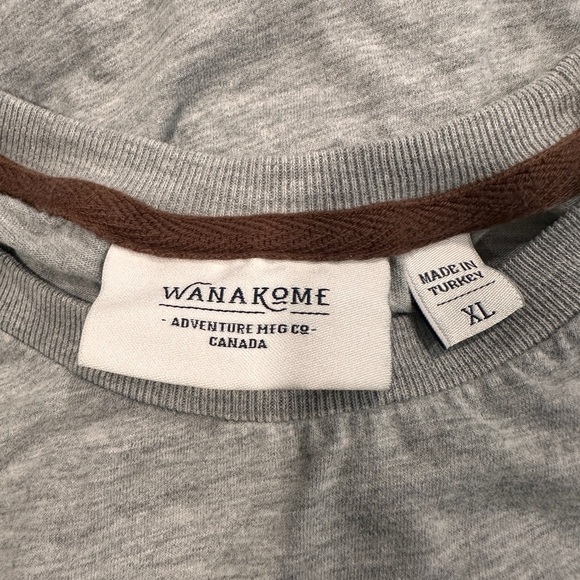 WANAKOME
- ADVENTURE MFG CO -
CANADA
MADE IN
TURKEY
XL